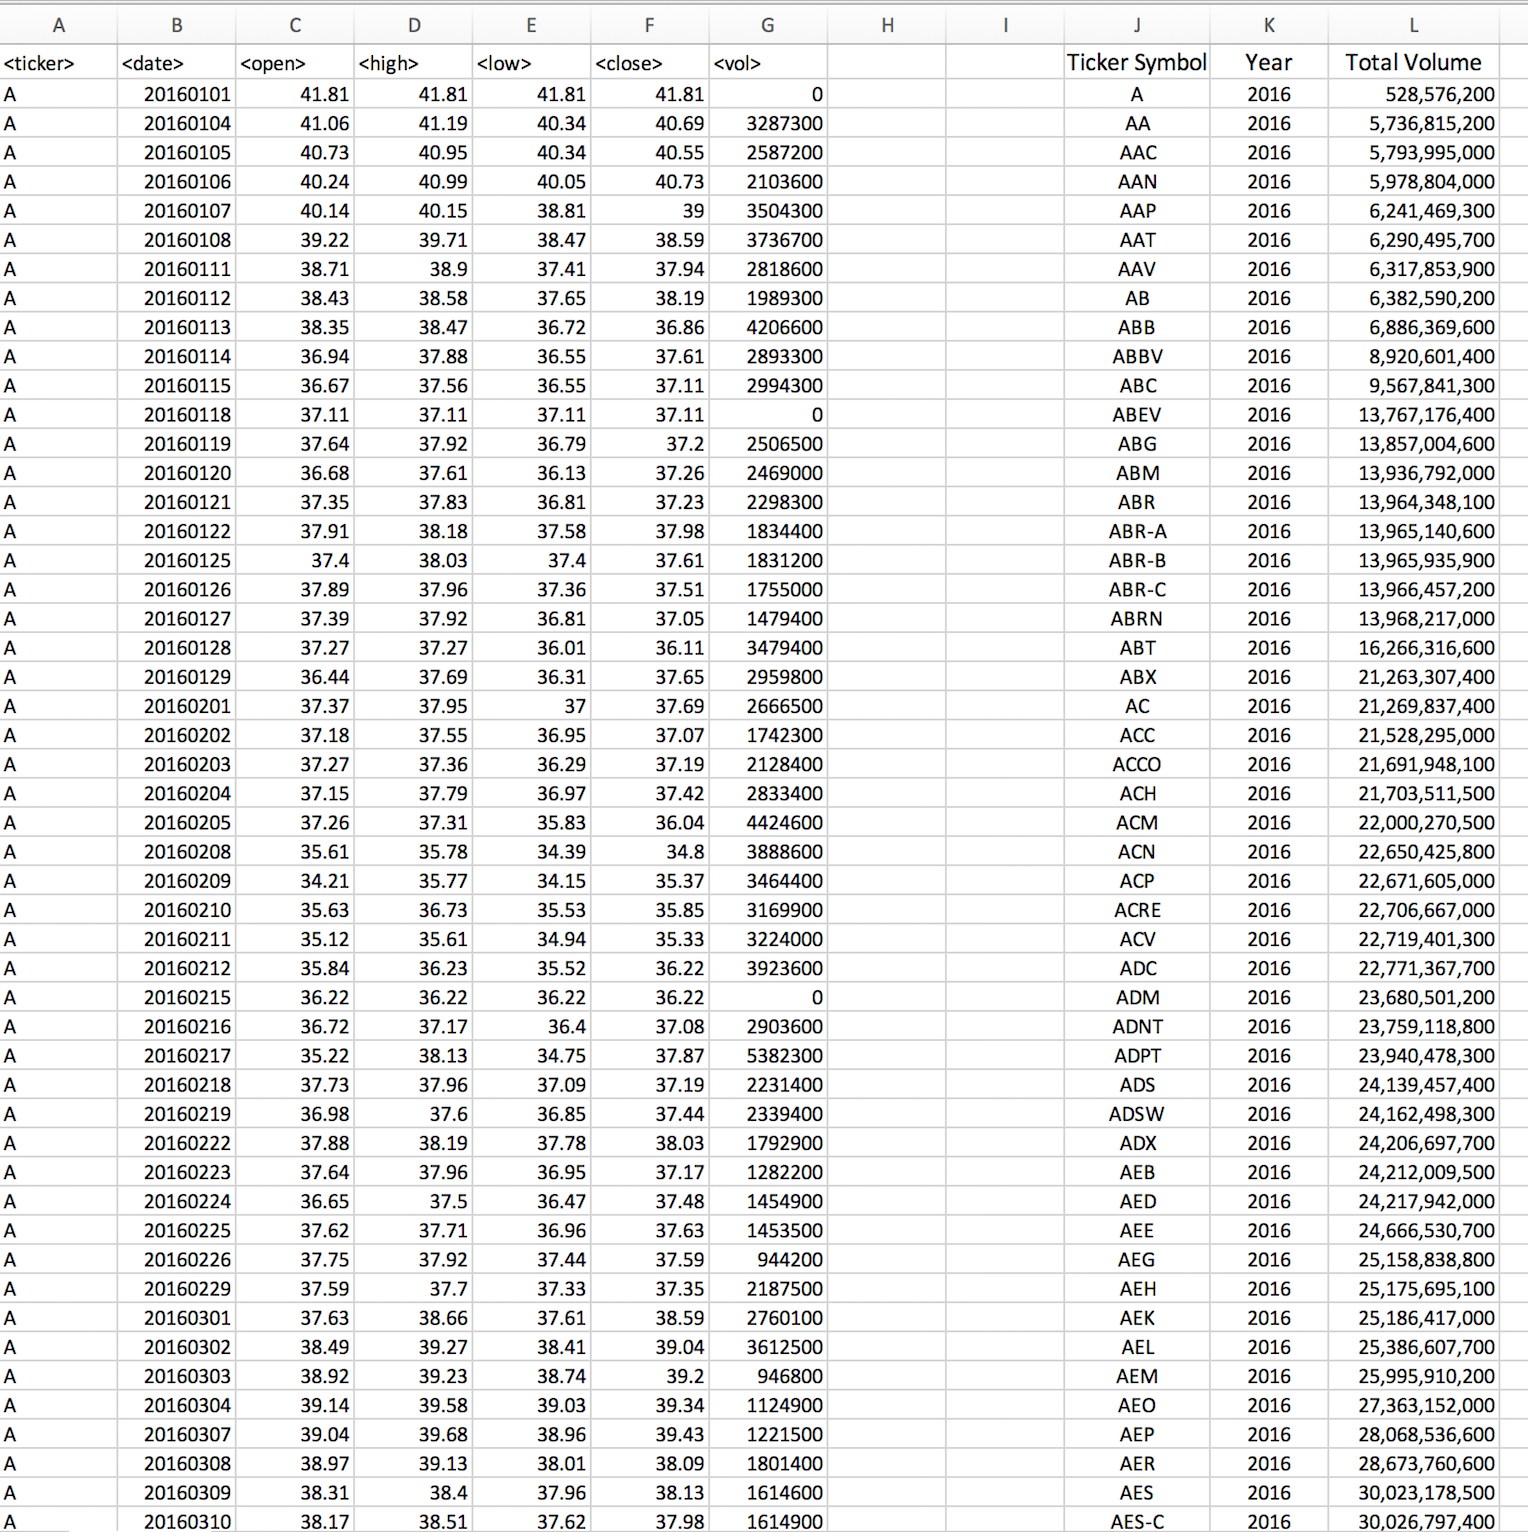 A B C D E F G H I J K L
<ticker> <date> <open> <high> <low> <close> <vol> Ticker Symbol Year Total Volume
A 20160101 41.81 41.81 41.81 41.81 0 A 2016 528,576,200
A 20160104 41.06 41.19 40.34 40.69 3287300 AA 2016 5,736,815,200
A 20160105 40.73 40.95 40.34 40.55 2587200 AAC 2016 5,793,995,000
A 20160106 40.24 40.99 40.05 40.73 2103600 AAN 2016 5,978,804,000
A 20160107 40.14 40.15 38.81 39 3504300 AAP 2016 6,241,469,300
A 20160108 39.22 39.71 38.47 38.59 3736700 AAT 2016 6,290,495,700
A 20160111 38.71 38.9 37.41 37.94 2818600 AAV 2016 6,317,853,900
A 20160112 38.43 38.58 37.65 38.19 1989300 AB 2016 6,382,590,200
A 20160113 38.35 38.47 36.72 36.86 4206600 ABB 2016 6,886,369,600
A 20160114 36.94 37.88 36.55 37.61 2893300 ABBV 2016 8,920,601,400
A 20160115 36.67 37.56 36.55 37.11 2994300 ABC 2016 9,567,841,300
A 20160118 37.11 37.11 37.11 37.11 0 ABEV 2016 13,767,176,400
A 20160119 37.64 37.92 36.79 37.2 2506500 ABG 2016 13,857,004,600
A 20160120 36.68 37.61 36.13 37.26 2469000 ABM 2016 13,936,792,000
A 20160121 37.35 37.83 36.81 37.23 2298300 ABR 2016 13,964,348,100
A 20160122 37.91 38.18 37.58 37.98 1834400 ABR-A 2016 13,965,140,600
A 20160125 37.4 38.03 37.4 37.61 1831200 ABR-B 2016 13,965,935,900
A 20160126 37.89 37.96 37.36 37.51 1755000 ABR-C 2016 13,966,457,200
A 20160127 37.39 37.92 36.81 37.05 1479400 ABRN 2016 13,968,217,000
A 20160128 37.27 37.27 36.01 36.11 3479400 ABT 2016 16,266,316,600
A 20160129 36.44 37.69 36.31 37.65 2959800 ABX 2016 21,263,307,400
A 20160201 37.37 37.95 37 37.69 2666500 AC 2016 21,269,837,400
A 20160202 37.18 37.55 36.95 37.07 1742300 ACC 2016 21,528,295,000
A 20160203 37.27 37.36 36.29 37.19 2128400 ACCO 2016 21,691,948,100
A 20160204 37.15 37.79 36.97 37.42 2833400 ACH 2016 21,703,511,500
A 20160205 37.26 37.31 35.83 36.04 4424600 ACM 2016 22,000,270,500
A 20160208 35.61 35.78 34.39 34.8 3888600 ACN 2016 22,650,425,800
A 20160209 34.21 35.77 34.15 35.37 3464400 ACP 2016 22,671,605,000
A 20160210 35.63 36.73 35.53 35.85 3169900 ACRE 2016 22,706,667,000
A 20160211 35.12 35.61 34.94 35.33 3224000 ACV 2016 22,719,401,300
A 20160212 35.84 36.23 35.52 36.22 3923600 ADC 2016 22,771,367,700
A 20160215 36.22 36.22 36.22 36.22 0 ADM 2016 23,680,501,200
A 20160216 36.72 37.17 36.4 37.08 2903600 ADNT 2016 23,759,118,800
A 20160217 35.22 38.13 34.75 37.87 5382300 ADPT 2016 23,940,478,300
A 20160218 37.73 37.96 37.09 37.19 2231400 ADS 2016 24,139,457,400
A 20160219 36.98 37.6 36.85 37.44 2339400 ADSW 2016 24,162,498,300
A 20160222 37.88 38.19 37.78 38.03 1792900 ADX 2016 24,206,697,700
A 20160223 37.64 37.96 36.95 37.17 1282200 AEB 2016 24,212,009,500
A 20160224 36.65 37.5 36.47 37.48 1454900 AED 2016 24,217,942,000
A 20160225 37.62 37.71 36.96 37.63 1453500 AEE 2016 24,666,530,700
A 20160226 37.75 37.92 37.44 37.59 944200 AEG 2016 25,158,838,800
A 20160229 37.59 37.7 37.33 37.35 2187500 AEH 2016 25,175,695,100
A 20160301 37.63 38.66 37.61 38.59 2760100 AEK 2016 25,186,417,000
A 20160302 38.49 39.27 38.41 39.04 3612500 AEL 2016 25,386,607,700
A 20160303 38.92 39.23 38.74 39.2 946800 AEM 2016 25,995,910,200
A 20160304 39.14 39.58 39.03 39.34 1124900 AEO 2016 27,363,152,000
A 20160307 39.04 39.68 38.96 39.43 1221500 AEP 2016 28,068,536,600
A 20160308 38.97 39.13 38.01 38.09 1801400 AER 2016 28,673,760,600
A 20160309 38.31 38.4 37.96 38.13 1614600 AES 2016 30,023,178,500
A 20160310 38.17 38.51 37.62 37.98 1614900 AES-C 2016 30,026,797,400